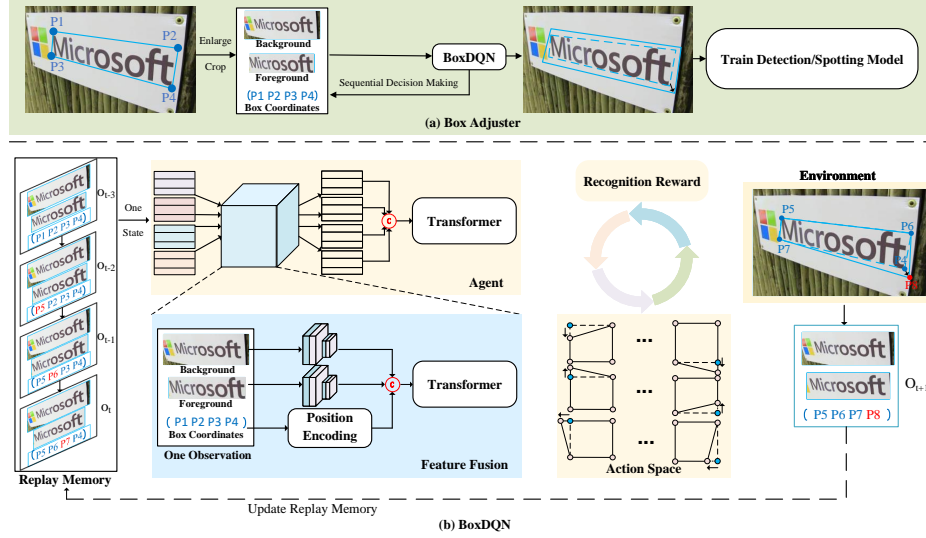 P1
P2
Microsoft
P3
P4
Enlarge
Crop
Microsoft
Background
Microsoft
Foreground
(P1 P2 P3 P4)
Box Coordinates
BoxDQN
Sequential Decision Making
Microsoft
Train Detection/Spotting Model
(a) Box Adjuster
Microsoft
Microsoft
(P1 P2 P3 P4)
Ot-3
Microsoft
Microsoft
(P5 P2 P3 P4)
Ot-2
Microsoft
Microsoft
(P5 P6 P3 P4)
Ot-1
Microsoft
Microsoft
(P5 P6 P7 P4)
Ot
Replay Memory
One
State
C
Transformer
Agent
Microsoft
Background
Microsoft
Foreground
( P1 P2 P3 P4 )
Box Coordinates
One Observation
Position
Encoding
C
Transformer
Feature Fusion
Recognition Reward
...
...
...
Action Space
Environment
P5
P6
Microsoft
P7
P4
Microsoft
Microsoft
( P5 P6 P7 P8 )
Ot+1
Update Replay Memory
(b) BoxDQN